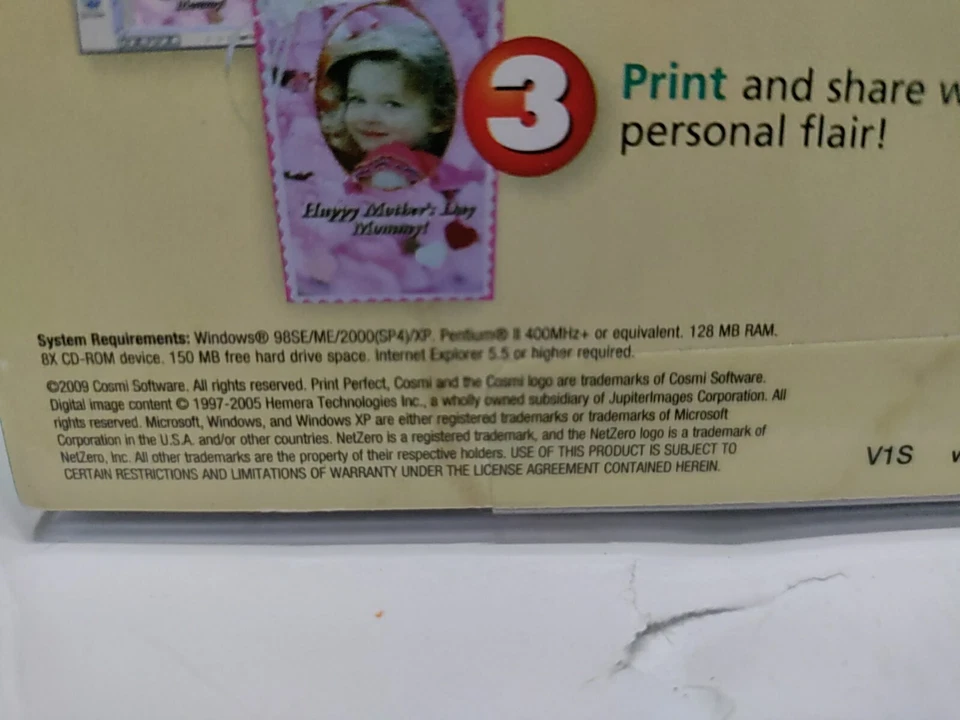 Mommy!
3
Print and share w
personal flair!
Happy Mother's Day
Mommy!
System Requirements: Windows® 98SE/ME/2000(SP4)/XP. Pentium® II 400MHz+ or equivalent. 128 MB RAM.
8X CD-ROM device. 150 MB free hard drive space. Internet Explorer 5.5 or higher required.
©2009 Cosmi Software. All rights reserved. Print Perfect, Cosmi and the Cosmi logo are trademarks of Cosmi Software.
Digital image content © 1997-2005 Hemera Technologies Inc., a wholly owned subsidiary of JupiterImages Corporation. All
rights reserved. Microsoft, Windows, and Windows XP are either registered trademarks or trademarks of Microsoft
Corporation in the U.S.A. and/or other countries. NetZero is a registered trademark, and the NetZero logo is a trademark of
NetZero, Inc. All other trademarks are the property of their respective holders. USE OF THIS PRODUCT IS SUBJECT TO
CERTAIN RESTRICTIONS AND LIMITATIONS OF WARRANTY UNDER THE LICENSE AGREEMENT CONTAINED HEREIN.
V1S w